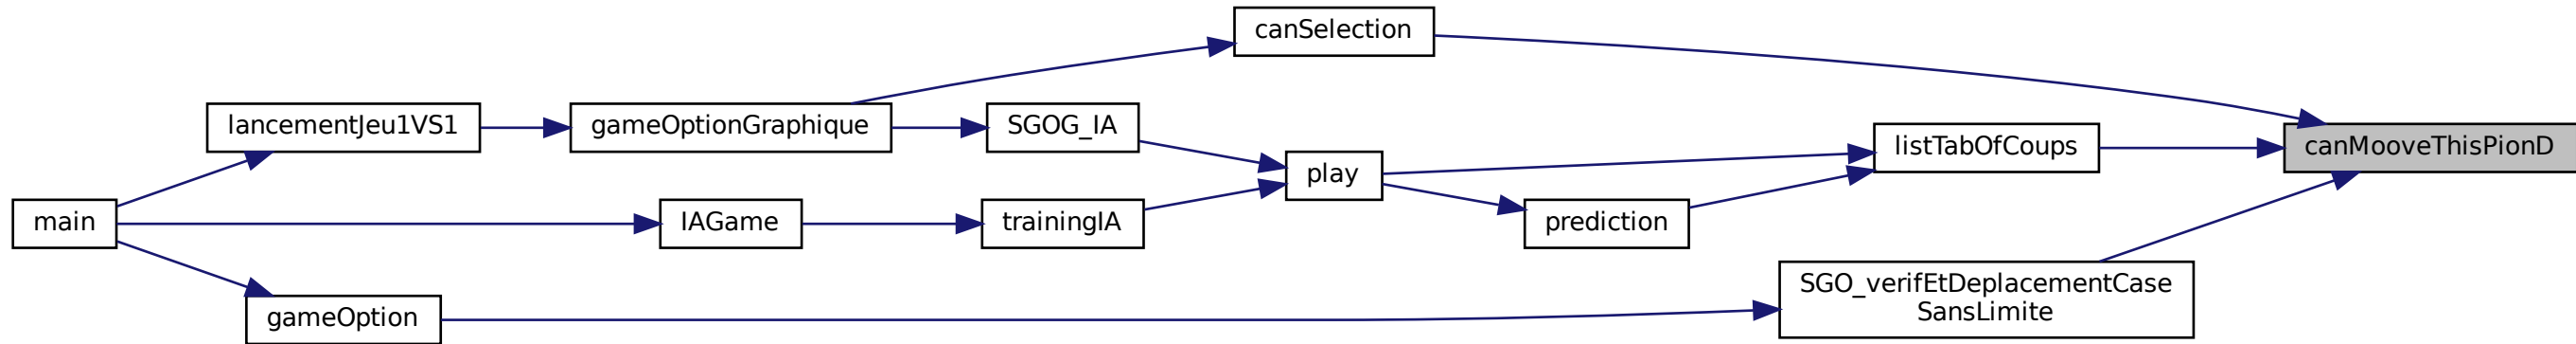 canSelection
lancementJeu1VS1
gameOptionGraphique
SGOG_IA
listTabOfCoups
canMooveThisPionD
play
main
IAGame
trainingIA
prediction
gameOption
SGO_verifEtDeplacementCase
SansLimite